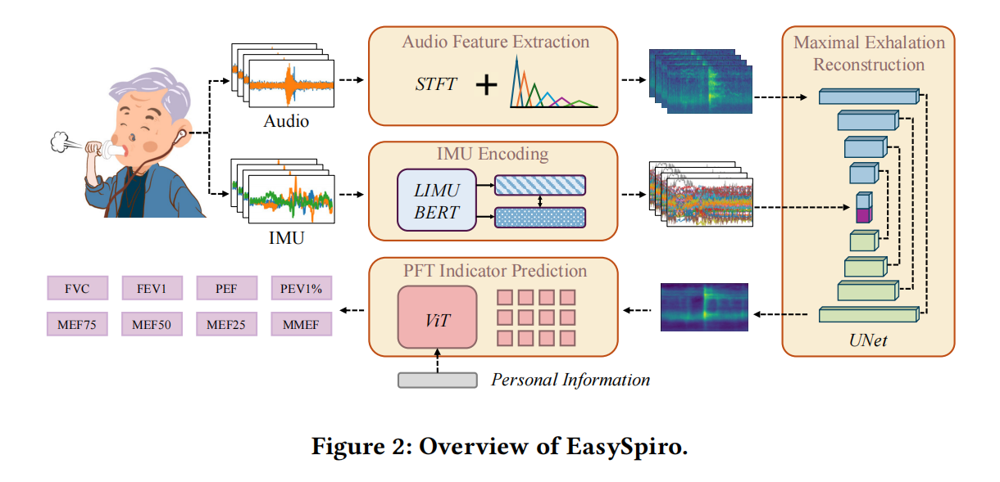 Audio Feature Extraction
STFT +
Audio
Maximal Exhalation
Reconstruction
IMU Encoding
LIMU
BERT
IMU
UNet
PFT Indicator Prediction
ViT
Personal Information
FVC FEV1 PEF PEV1%
MEF75 MEF50 MEF25 MMEF
Figure 2: Overview of EasySpiro.